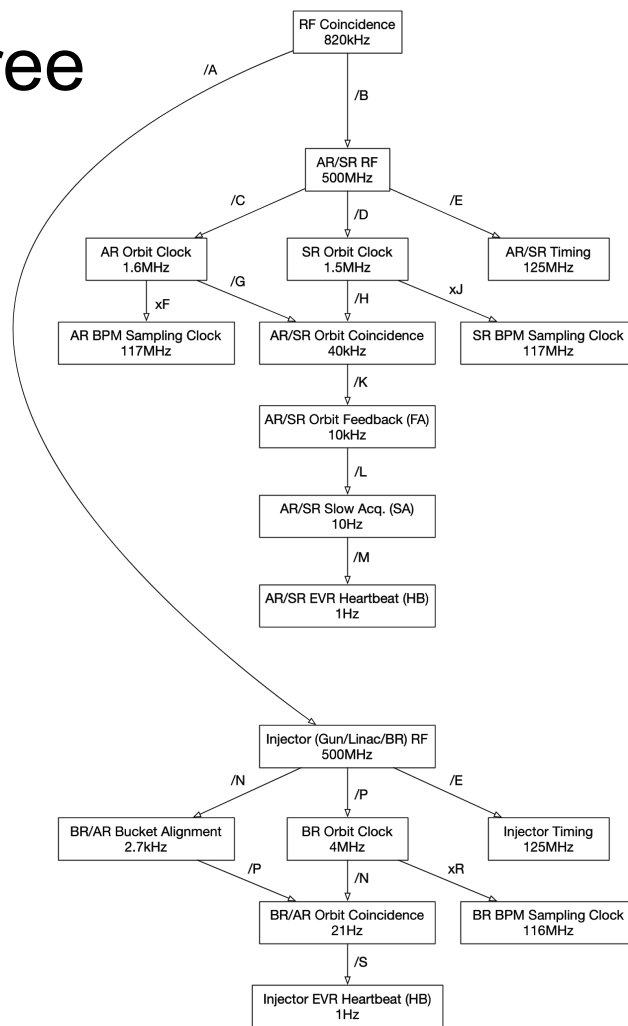 ree
RF Coincidence
820kHz
/A
/B
AR/SR RF
500MHz
/C
/D
/E
AR Orbit Clock
1.6MHz
SR Orbit Clock
1.5MHz
AR/SR Timing
125MHz
xF
/G
/H
xJ
AR BPM Sampling Clock
117MHz
AR/SR Orbit Coincidence
40kHz
SR BPM Sampling Clock
117MHz
/K
AR/SR Orbit Feedback (FA)
10kHz
/L
AR/SR Slow Acq. (SA)
10Hz
/M
AR/SR EVR Heartbeat (HB)
1Hz
Injector (Gun/Linac/BR) RF
500MHz
/N
/P
/E
BR/AR Bucket Alignment
2.7kHz
BR Orbit Clock
4MHz
Injector Timing
125MHz
/P
/N
xR
BR/AR Orbit Coincidence
21Hz
BR BPM Sampling Clock
116MHz
/S
Injector EVR Heartbeat (HB)
1Hz